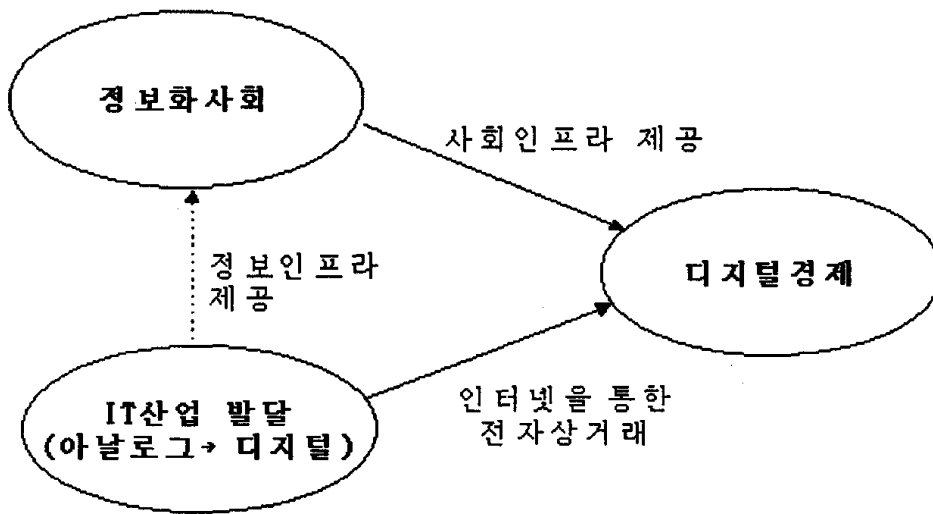 정보화사회
사회인프라 제공
디지털경제
정보인프라
제공
IT산업 발달
(아날로그→ 디지털)
인터넷을 통한
전자상거래